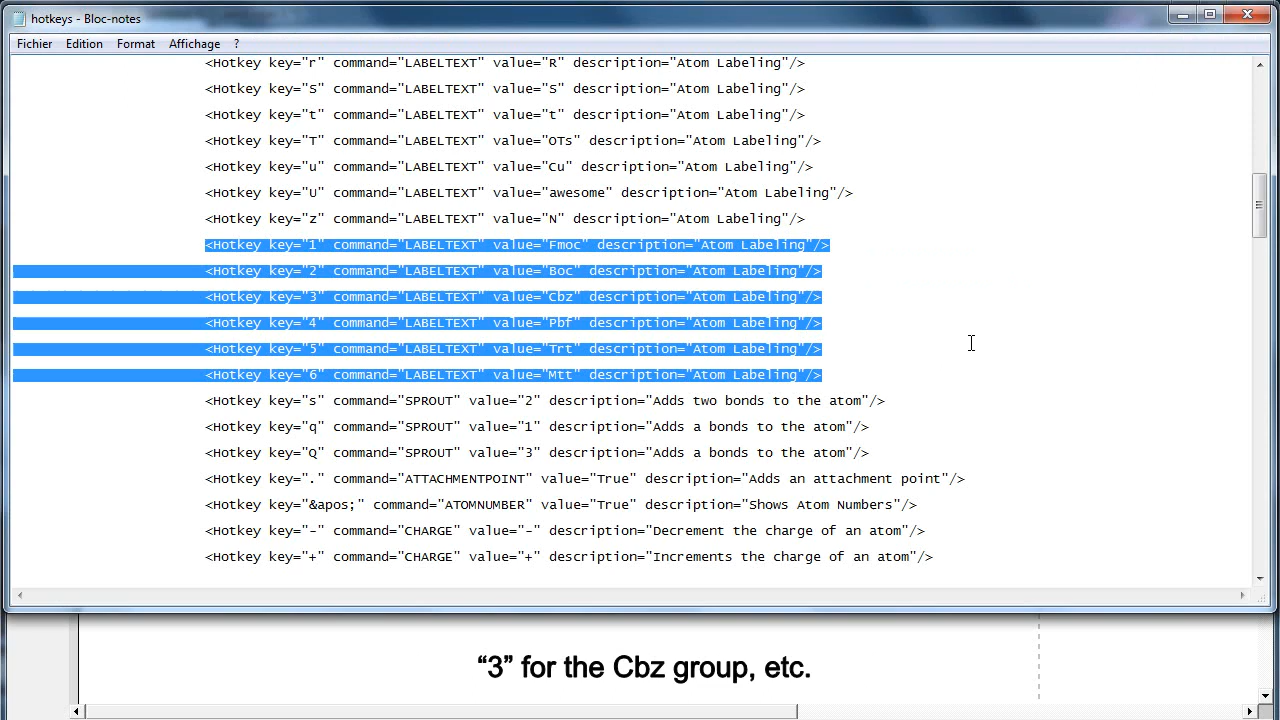 hotkeys - Bloc-notes
Fichier Edition Format Affichage ?
<Hotkey key="r" command="LABELTEXT" value="R" description="Atom Labeling"/>
<Hotkey key="S" command="LABELTEXT" value="S" description="Atom Labeling"/>
<Hotkey key="t" command="LABELTEXT" value="t" description="Atom Labeling"/>
<Hotkey key="T" command="LABELTEXT" value="OTs" description="Atom Labeling"/>
<Hotkey key="u" command="LABELTEXT" value="Cu" description="Atom Labeling"/>
<Hotkey key="U" command="LABELTEXT" value="awesome" description="Atom Labeling"/>
<Hotkey key="z" command="LABELTEXT" value="N" description="Atom Labeling"/>
<Hotkey key="1" command="LABELTEXT" value="Fmoc" description="Atom Labeling"/>
<Hotkey key="2" command="LABELTEXT" value="Boc" description="Atom Labeling"/>
<Hotkey key="3" command="LABELTEXT" value="Cbz" description="Atom Labeling"/>
<Hotkey key="4" command="LABELTEXT" value="Pbf" description="Atom Labeling"/>
<Hotkey key="5" command="LABELTEXT" value="Trt" description="Atom Labeling"/>
<Hotkey key="6" command="LABELTEXT" value="Mtt" description="Atom Labeling"/>
<Hotkey key="s" command="SPROUT" value="2" description="Adds two bonds to the atom"/>
<Hotkey key="q" command="SPROUT" value="1" description="Adds a bonds to the atom"/>
<Hotkey key="Q" command="SPROUT" value="3" description="Adds a bonds to the atom"/>
<Hotkey key="." command="ATTACHMENTPOINT" value="True" description="Adds an attachment point"/>
<Hotkey key="&apos;" command="ATOMNUMBER" value="True" description="Shows Atom Numbers"/>
<Hotkey key="-" command="CHARGE" value="-" description="Decrement the charge of an atom"/>
<Hotkey key="+" command="CHARGE" value="+" description="Increments the charge of an atom"/>
“3” for the Cbz group, etc.